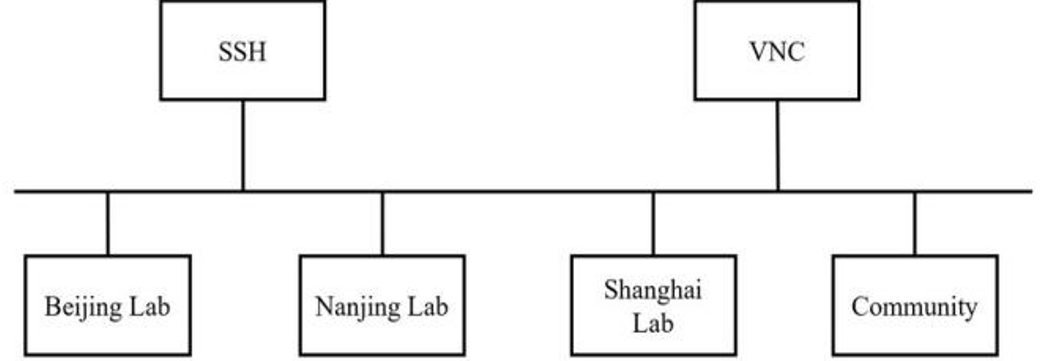 SSH
VNC
Beijing Lab
Nanjing Lab
Shanghai
Lab
Community